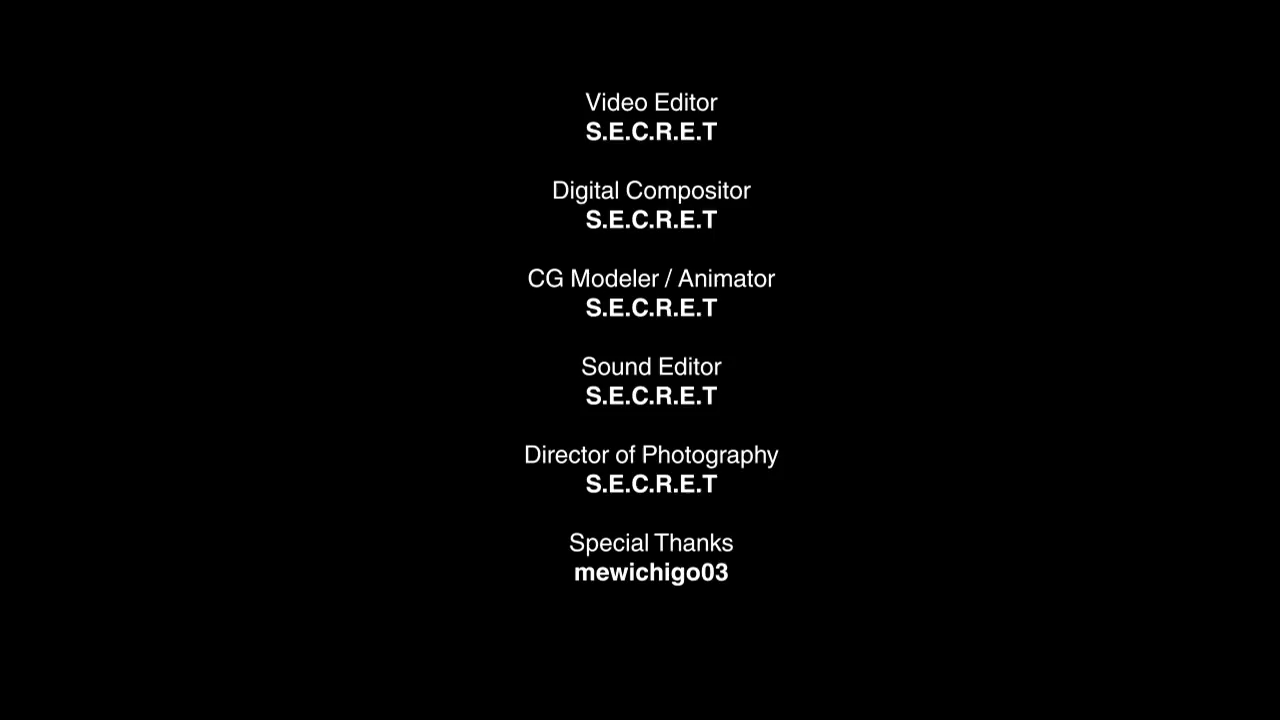 Video Editor
S.E.C.R.E.T
Digital Compositor
S.E.C.R.E.T
CG Modeler / Animator
S.E.C.R.E.T
Sound Editor
S.E.C.R.E.T
Director of Photography
S.E.C.R.E.T
Special Thanks
mewichigo03